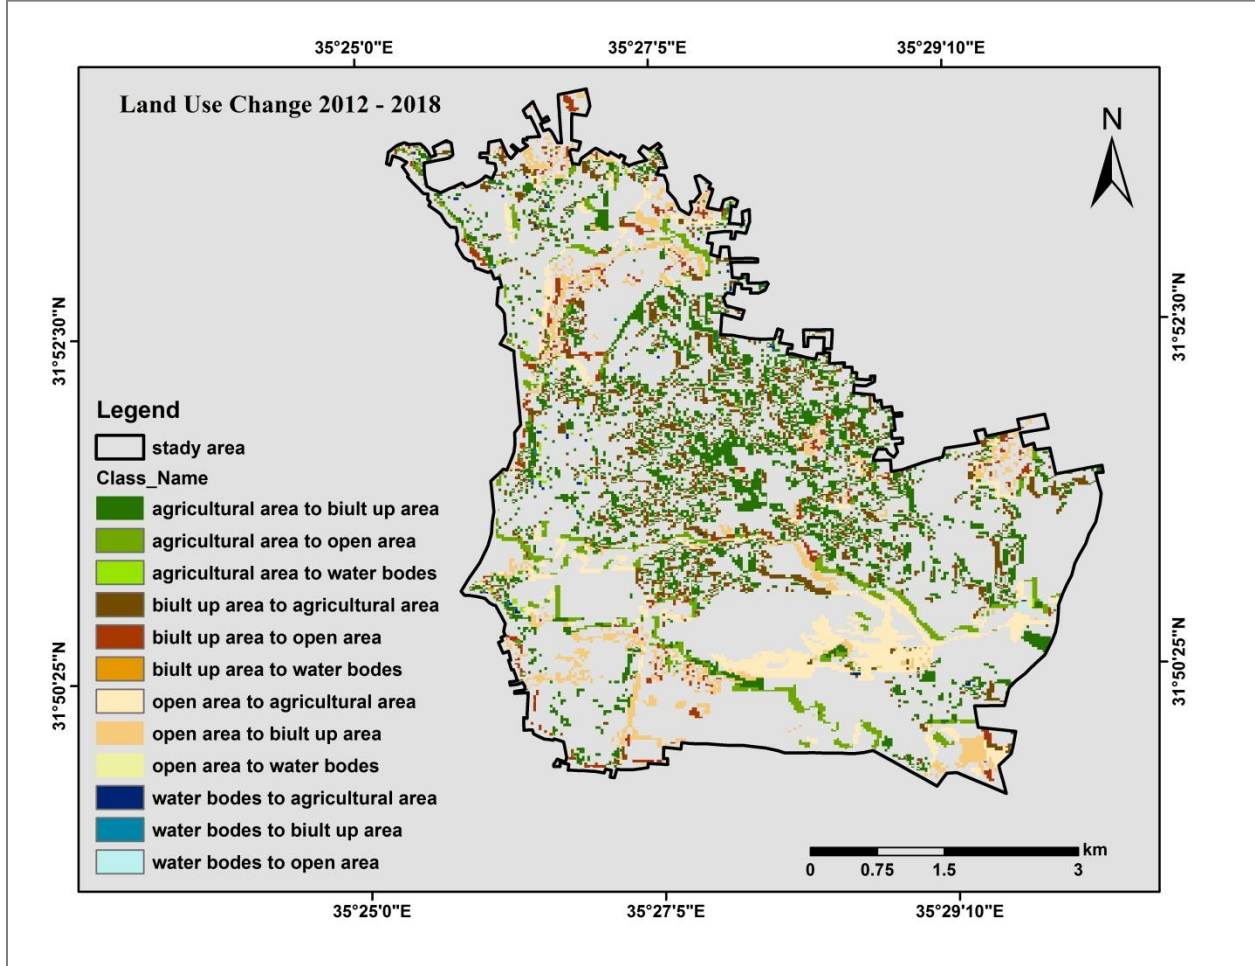 35°25'0"E 35°27'5"E 35°29'10"E
Land Use Change 2012 - 2018
N
31°52'30"N
31°52'30"N
Legend
stady area
Class_Name
agricultural area to biult up area
agricultural area to open area
agricultural area to water bodes
biult up area to agricultural area
biult up area to open area
biult up area to water bodes
open area to agricultural area
open area to biult up area
open area to water bodes
water bodes to agricultural area
water bodes to biult up area
water bodes to open area
31°50'25"N
31°50'25"N
km
0 0.75 1.5 3
35°25'0"E 35°27'5"E 35°29'10"E